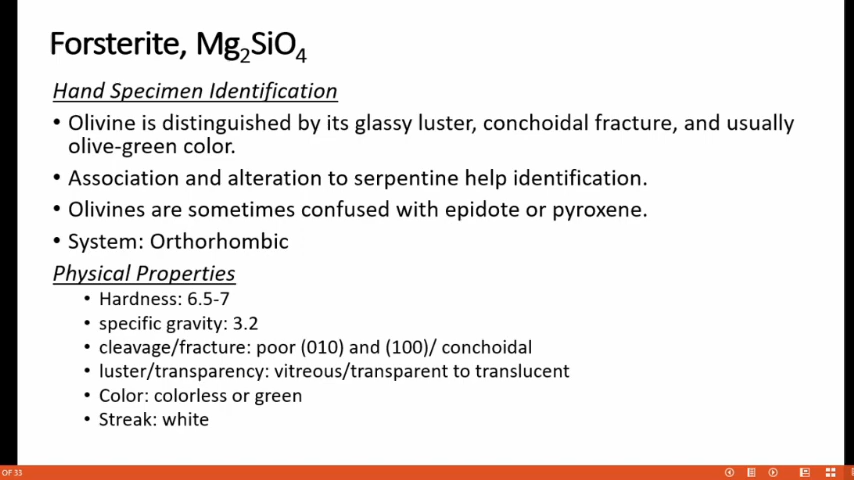 Forsterite, Mg₂SiO₄
Hand Specimen Identification
• Olivine is distinguished by its glassy luster, conchoidal fracture, and usually
olive-green color.
• Association and alteration to serpentine help identification.
• Olivines are sometimes confused with epidote or pyroxene.
• System: Orthorhombic
Physical Properties
• Hardness: 6.5-7
• specific gravity: 3.2
• cleavage/fracture: poor (010) and (100)/ conchoidal
• luster/transparency: vitreous/transparent to translucent
• Color: colorless or green
• Streak: white
OF 33